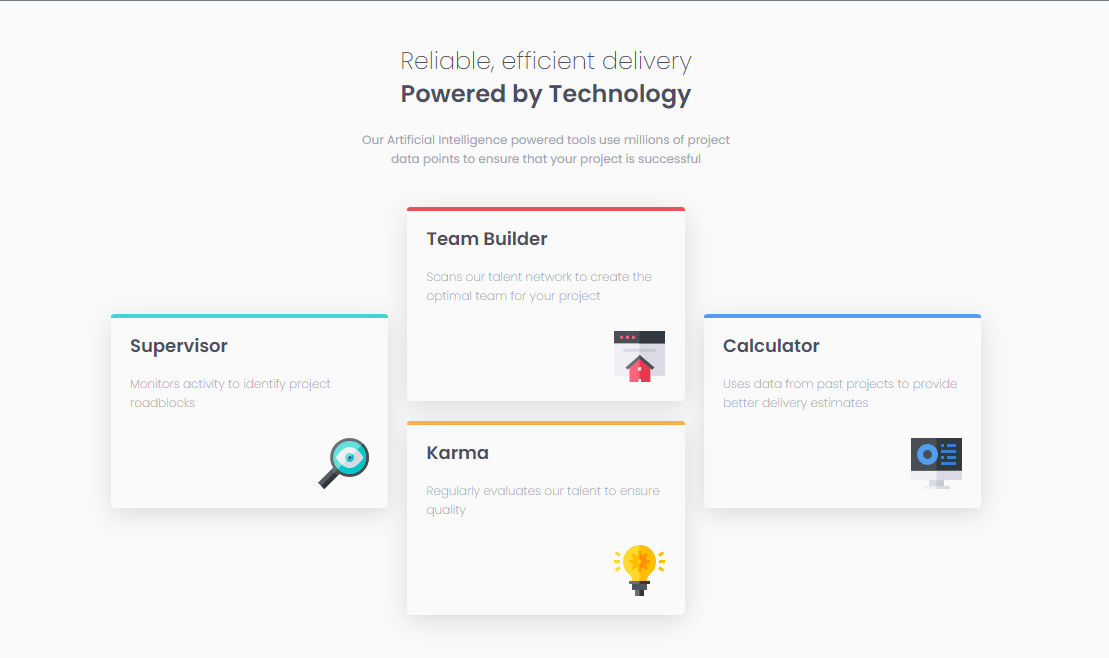 Reliable, efficient delivery
Powered by Technology
Our Artificial Intelligence powered tools use millions of project
data points to ensure that your project is successful
Supervisor
Monitors activity to identify project
roadblocks
Team Builder
Scans our talent network to create the
optimal team for your project
Karma
Regularly evaluates our talent to ensure
quality
Calculator
Uses data from past projects to provide
better delivery estimates